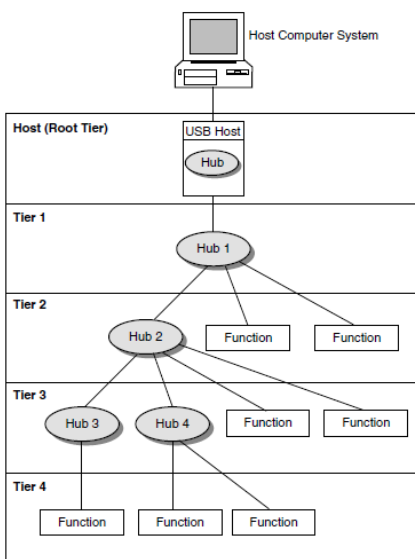 Host Computer System
Host (Root Tier)
USB Host
Hub
Tier 1
Hub 1
Tier 2
Hub 2
Function
Function
Tier 3
Hub 3
Hub 4
Function
Function
Tier 4
Function
Function
Function